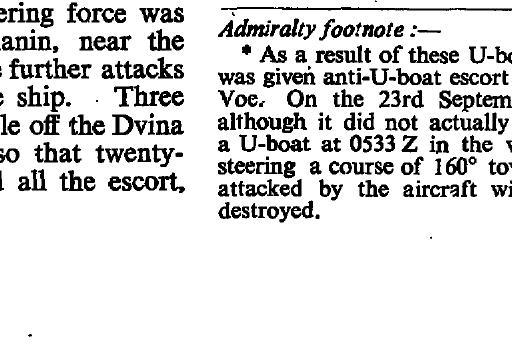 ering force was
anin, near the
further attacks
ship. Three
le off the Dvina
so that twenty-
all the escort,
Admiralty footnote :—
* As a result of these U-bo
was given anti-U-boat escort
Voe. On the 23rd Septem
although it did not actually
a U-boat at 0533 Z in the
steering a course of 160° to
attacked by the aircraft wi
destroyed.